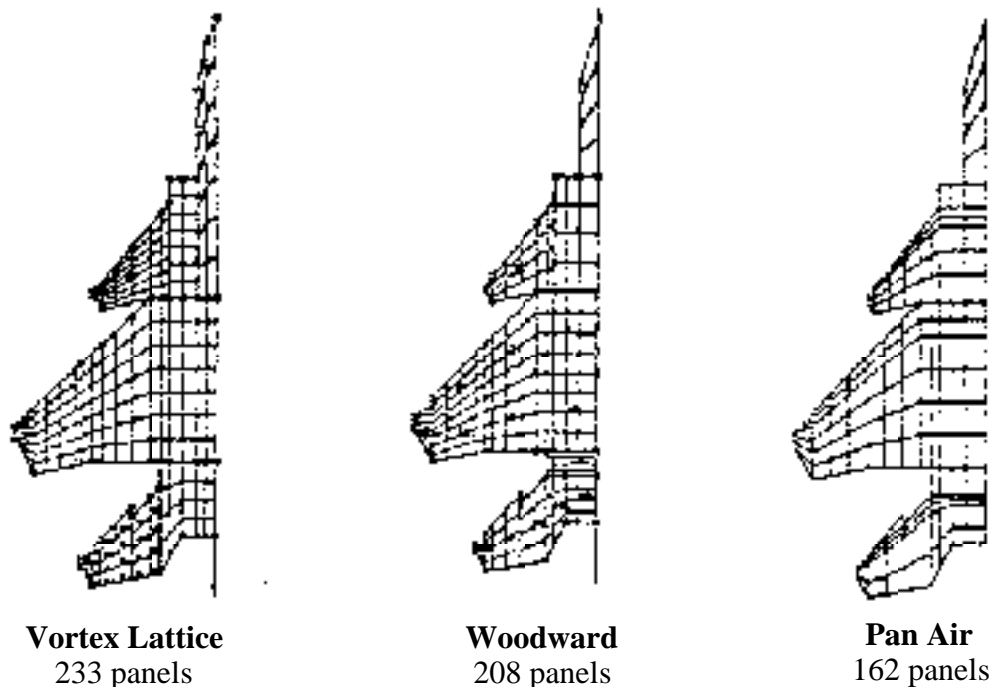 Vortex Lattice
233 panels
Woodward
208 panels
Pan Air
162 panels